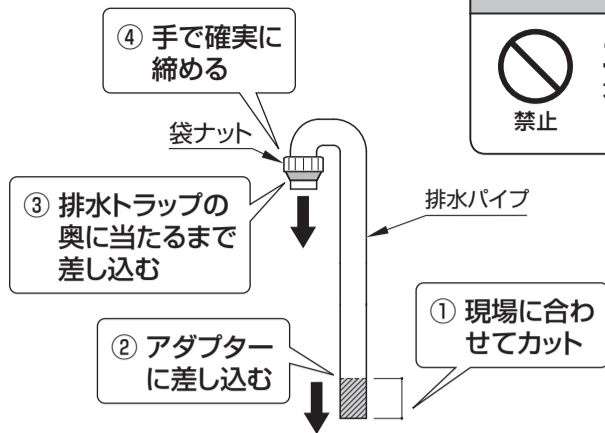 ④ 手で確実に
締める
禁止
袋ナット
③ 排水トラップの
奥に当たるまで
差し込む
排水パイプ
① 現場に合わ
せてカット
② アダプター
に差し込む